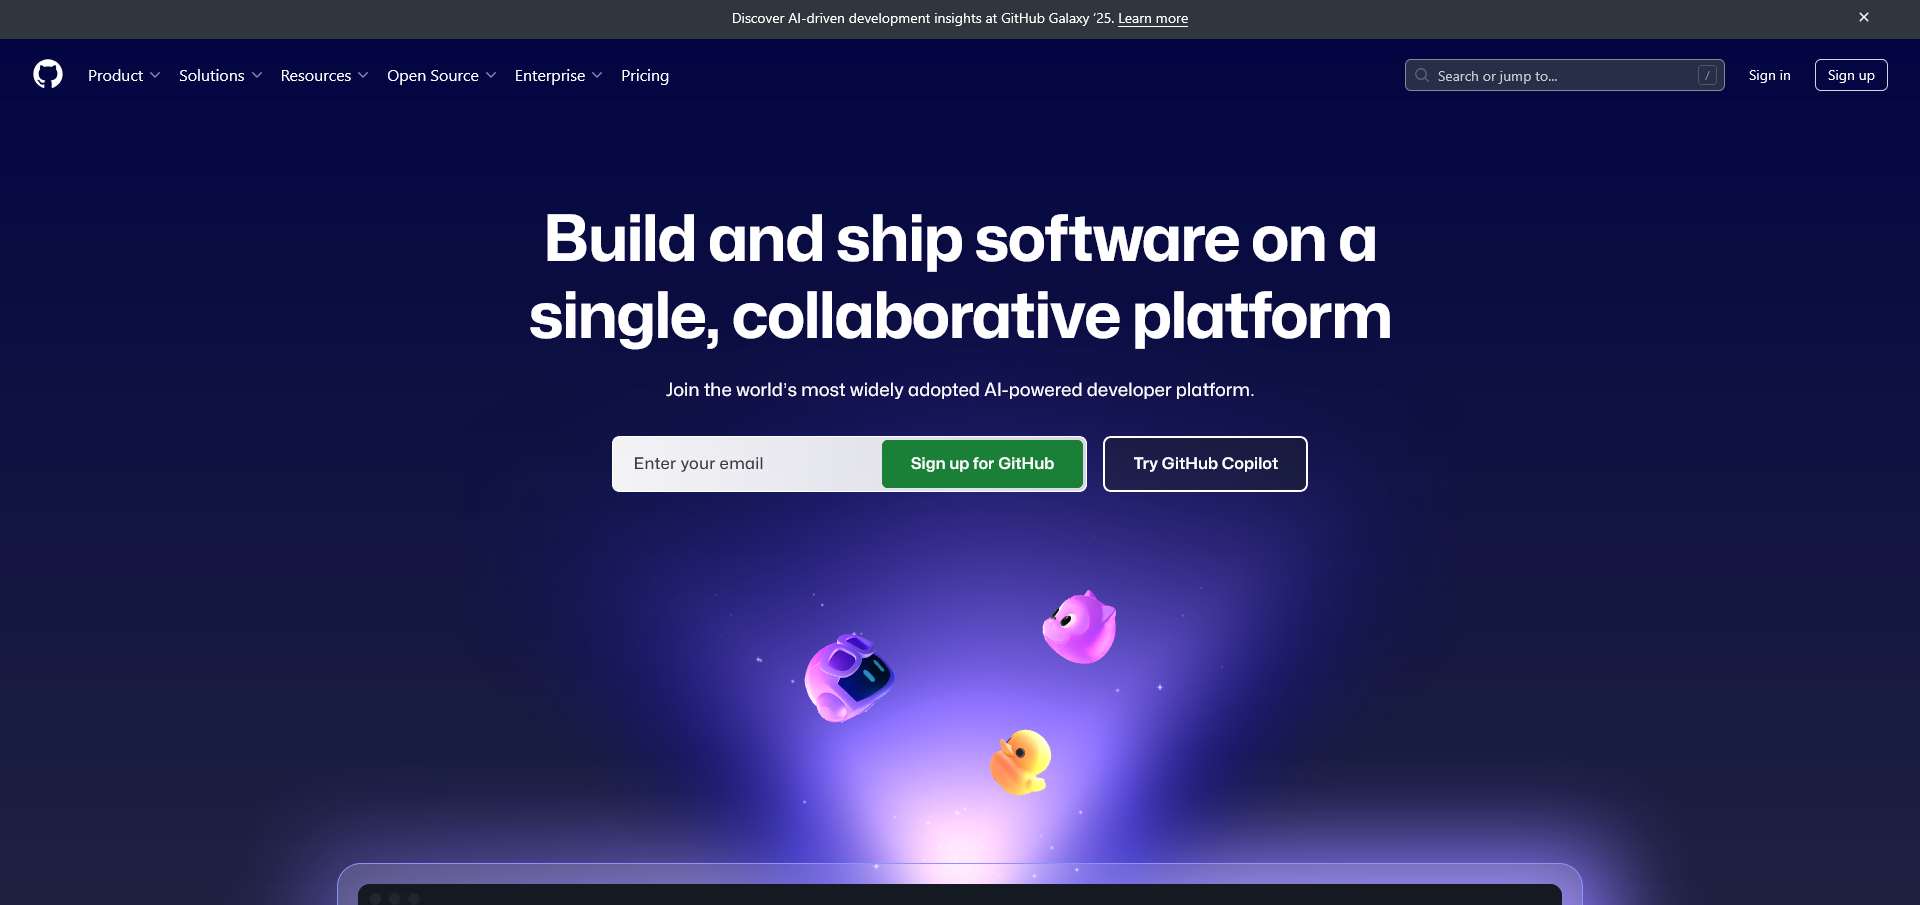 Discover AI-driven development insights at GitHub Galaxy '25. Learn more
Product Solutions Resources Open Source Enterprise Pricing Search or jump to... / Sign in Sign up
Build and ship software on a
single, collaborative platform
Join the world's most widely adopted AI-powered developer platform.
Enter your email Sign up for GitHub Try GitHub Copilot